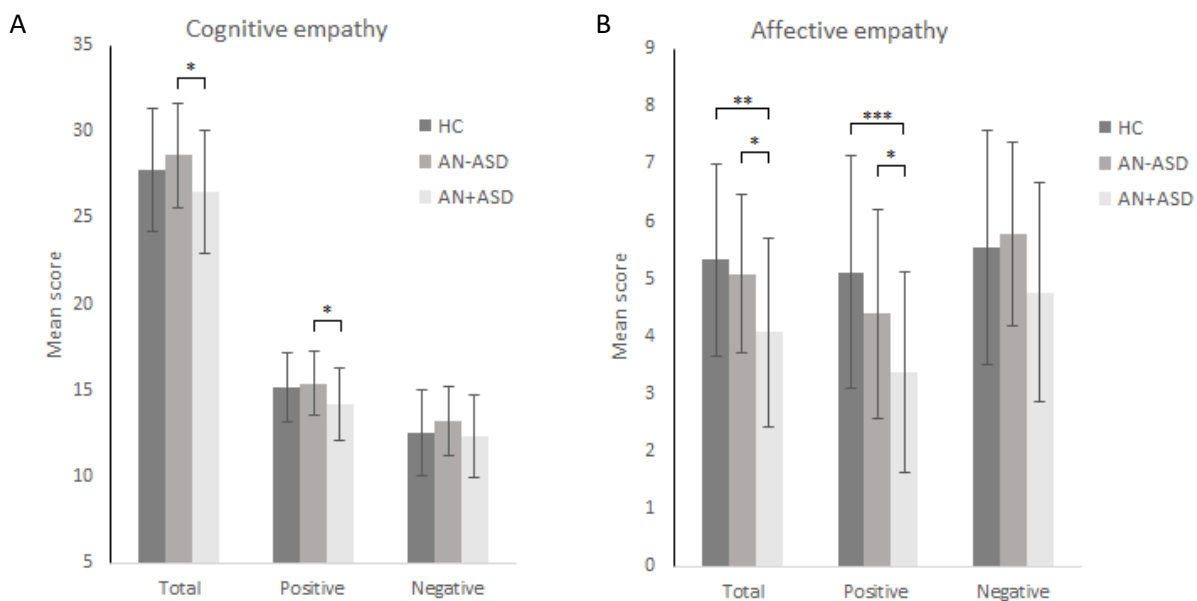 A
Cognitive empathy
35
30
25
20
15
10
5
Mean score
*
*
HC
AN-ASD
AN+ASD
Total
Positive
Negative
B
Affective empathy
9
8
7
6
5
4
3
2
1
0
Mean score
**
*
***
*
HC
AN-ASD
AN+ASD
Total
Positive
Negative